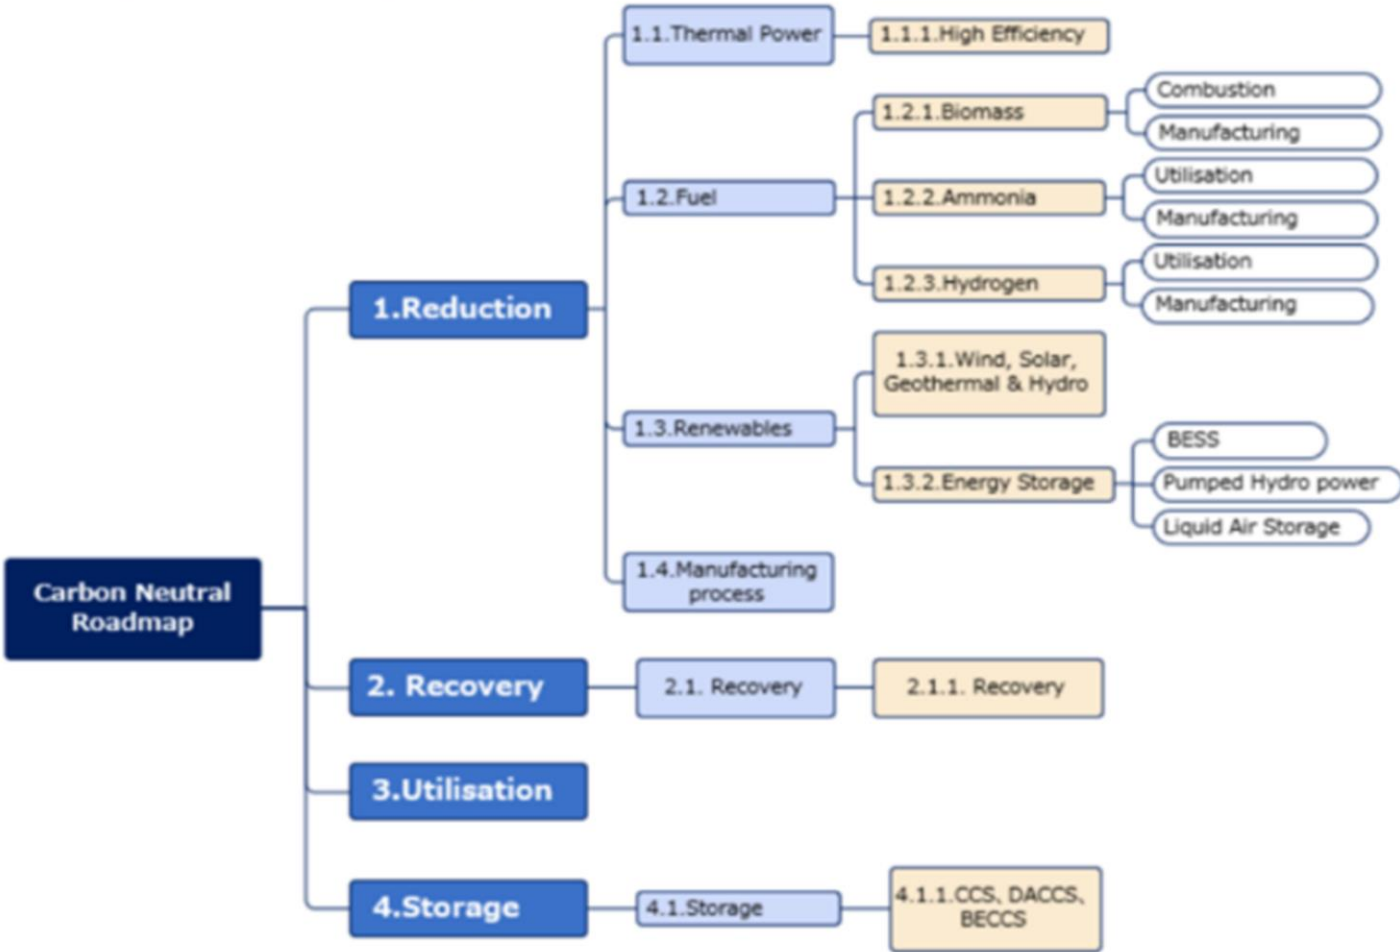 Carbon Neutral
Roadmap
1.Reduction
1.1.Thermal Power
1.1.1.High Efficiency
1.2.Fuel
1.2.1.Biomass
Combustion
Manufacturing
1.2.2.Ammonia
Utilisation
Manufacturing
1.2.3.Hydrogen
Utilisation
Manufacturing
1.3.Renewables
1.3.1.Wind, Solar,
Geothermal & Hydro
1.3.2.Energy Storage
BESS
Pumped Hydro power
Liquid Air Storage
1.4.Manufacturing
process
2. Recovery
2.1. Recovery
2.1.1. Recovery
3.Utilisation
4.Storage
4.1.Storage
4.1.1.CCS、DACCS、
BECCS